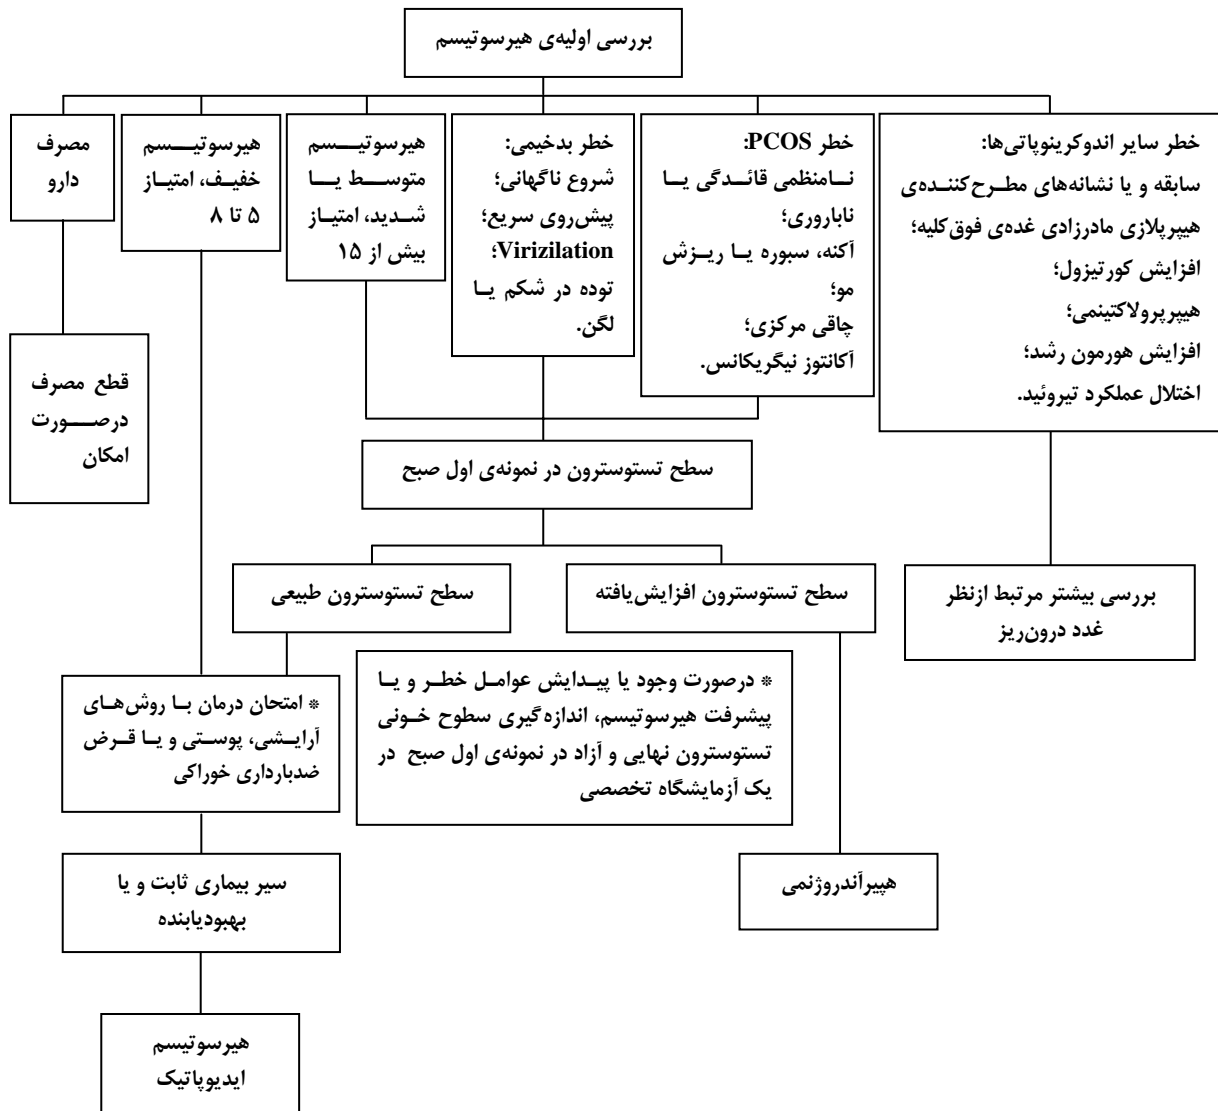 بررسی اولیه‌ی هیرسوتیسم
خطر سایر اندوکرینوپاتی‌ها:
سابقه و یا نشانه‌های مطرح‌کننده‌ی
هیپرپلازی مادرزادی غده‌ی فوق‌کلیه؛
افزایش کورتیزول؛
هیپرپرولاکتینمی؛
افزایش هورمون رشد؛
اختلال عملکرد تیروئید.
خطر PCOS:
نامنظمی قائدگی یا
ناباروری؛
آکنه، سبوره یا ریزش
مو؛
چاقی مرکزی؛
آکانتوز نیگریکانس.
خطر بدخیمی:
شروع ناگهانی؛
پیش‌روی سریع؛
Virizilation؛
توده در شکم یا
لگن.
هیرسوتیسم
متوسط یا
شدید، امتیاز
بیش از ۱۵
هیرسوتیسم
خفیف، امتیاز
۵ تا ۸
مصرف
دارو
قطع مصرف
درصورت
امکان
سطح تستوسترون در نمونه‌ی اول صبح
سطح تستوسترون افزایش‌یافته
سطح تستوسترون طبیعی
بررسی بیشتر مرتبط ازنظر
غدد درون‌ریز
* درصورت وجود یا پیدایش عوامل خطر و یا
پیشرفت هیرسوتیسم، اندازه‌گیری سطوح خونی
تستوسترون نهایی و آزاد در نمونه‌ی اول صبح در
یک آزمایشگاه تخصصی
* امتحان درمان با روش‌های
آرایشی، پوستی و یا قرض
ضدبارداری خوراکی
هیپرآندروژنمی
سیر بیماری ثابت و یا
بهبودیابنده
هیرسوتیسم
ایدیوپاتیک